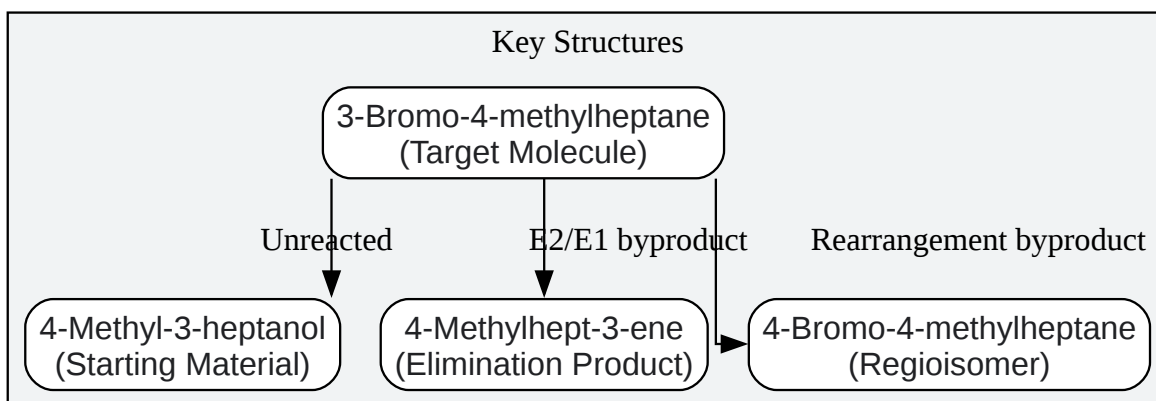 Key Structures
3-Bromo-4-methylheptane
(Target Molecule)
Unreacted
E2/E1 byproduct
Rearrangement byproduct
4-Methyl-3-heptanol
(Starting Material)
4-Methylhept-3-ene
(Elimination Product)
4-Bromo-4-methylheptane
(Regioisomer)